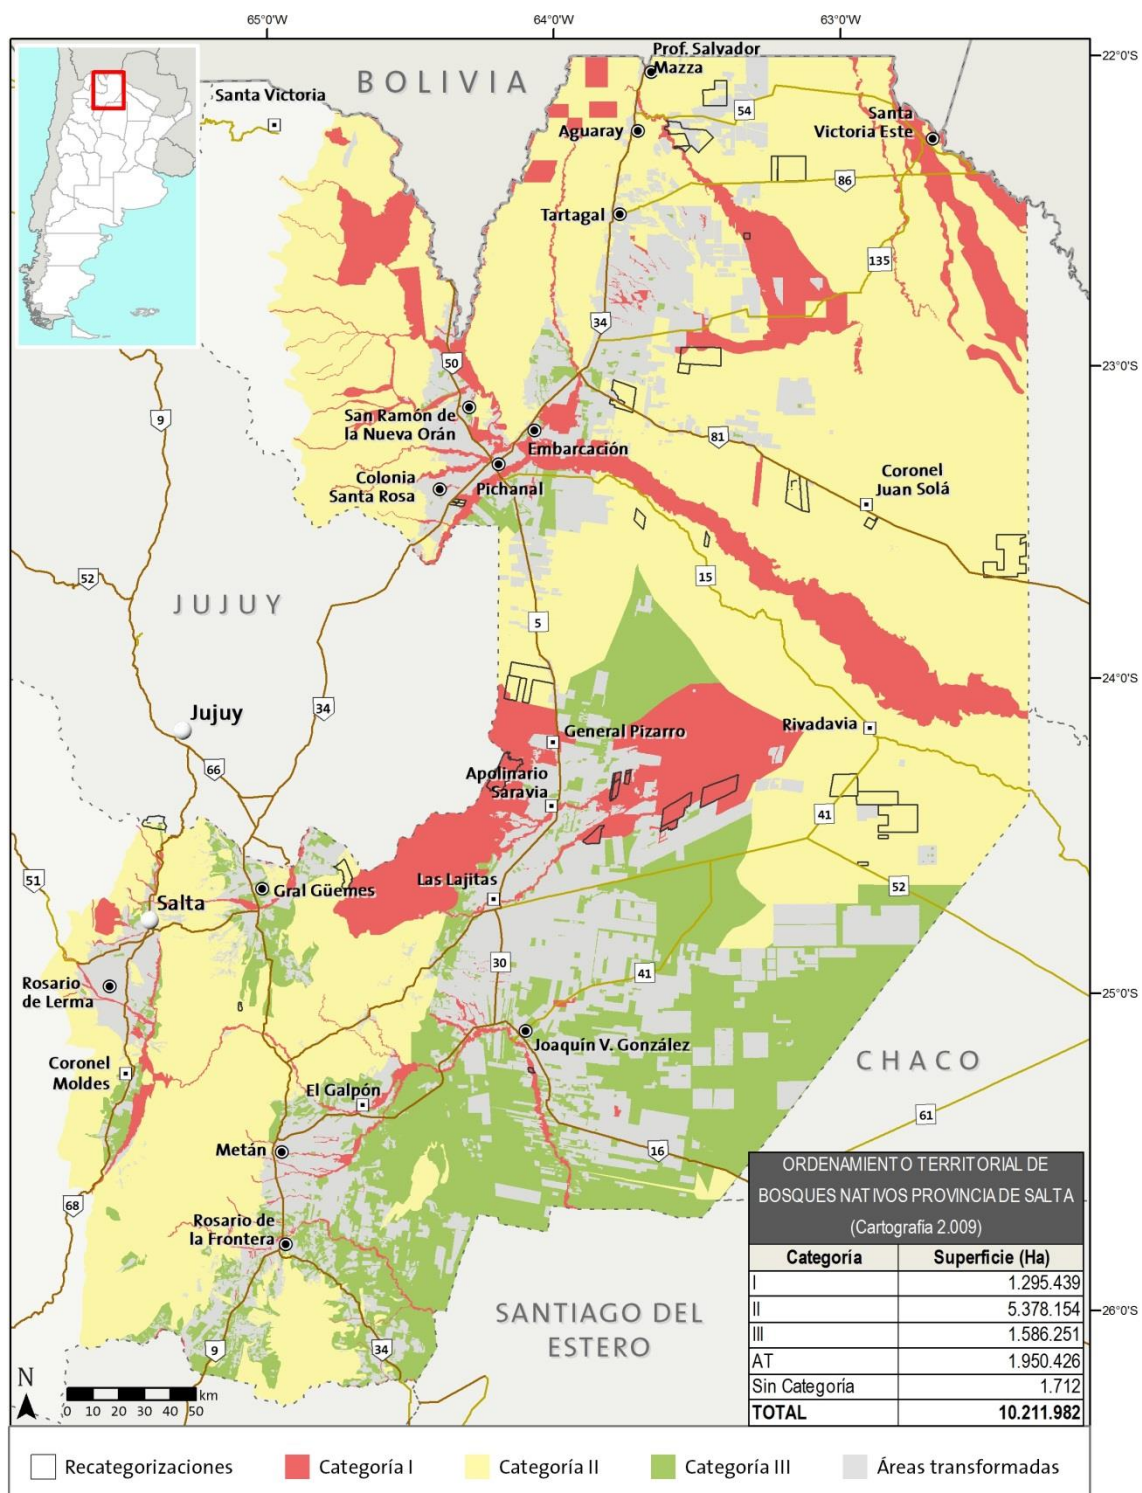 65°O
64°O
63°O
22°O'S
23°0'S
24°0'S
25°0'S
26°0'S
BOLIVIA
Prof. Salvador
Mazza
Santa Victoria
54
Santa
Victoria Este
Aguaray
86
Tartagal
135
34
50
9
San Ramón de
la Nueva Orán
81
Embarcación
Colonia
Santa Rosa
Pichanal
Coronel
Juan Solá
52
JUJUY
15
5
34
Jujuy
General Pizarro
Rivadavia
66
Apolinario
Saravia
41
51
Gral Güemes
Las Lajitas
52
Salta
30
41
Rosario
de Lerma
Joaquín V. González
CHACO
Coronel
Moldes
El Galpón
61
Metán
16
68
Rosario de
la Frontera
SANTIAGO DEL
ESTERO
9
34
N
0 10 20 30 40 50 km
ORDENAMIENTO TERRITORIAL DE
BOSQUES NATIVOS PROVINCIA DE SALTA
(Cartografía 2.009)
Categoría Superficie (Ha)
I 1.295.439
II 5.378.154
III 1.586.251
AT 1.950.426
Sin Categoría 1.712
TOTAL 10.211.982
Recategorizaciones Categoría I Categoría II Categoría III Áreas transformadas